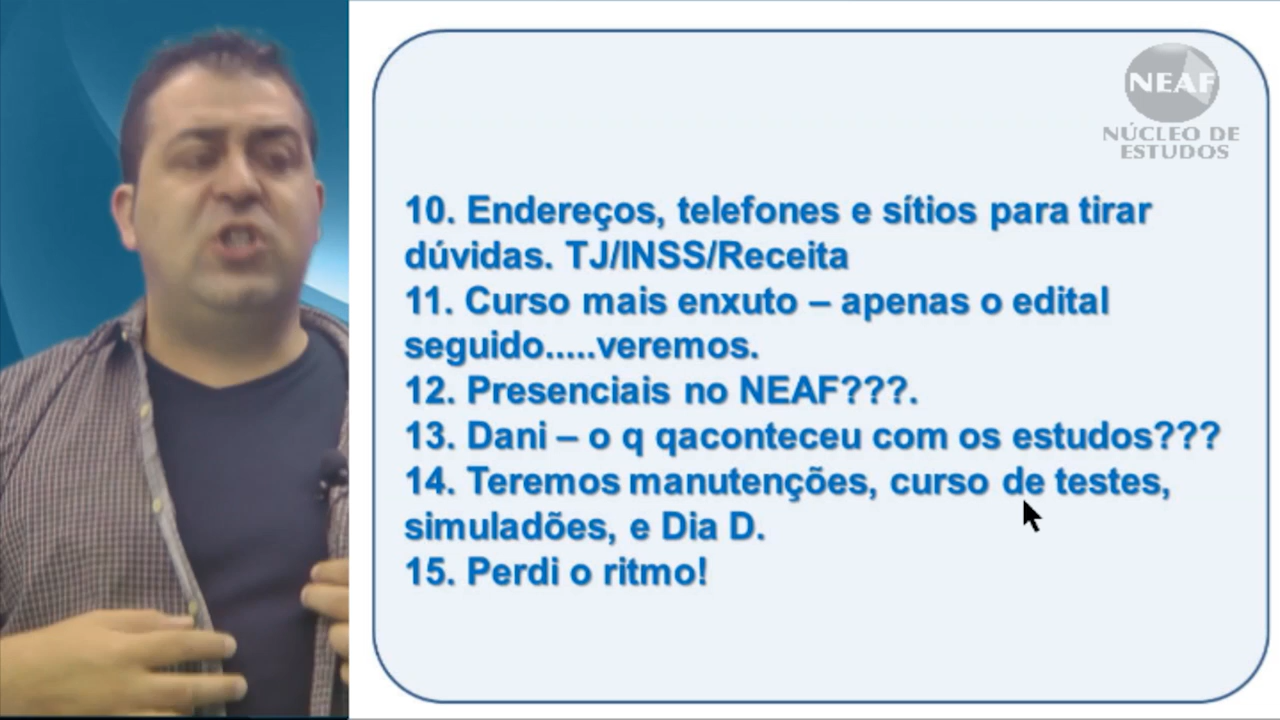 NEAF
NÚCLEO DE
ESTUDOS
10. Endereços, telefones e sítios para tirar
dúvidas. TJ/INSS/Receita
11. Curso mais enxuto – apenas o edital
seguido.....veremos.
12. Presenciais no NEAF???.
13. Dani – o q qaconteceu com os estudos???
14. Teremos manutenções, curso de testes,
simuladões, e Dia D.
15. Perdi o ritmo!